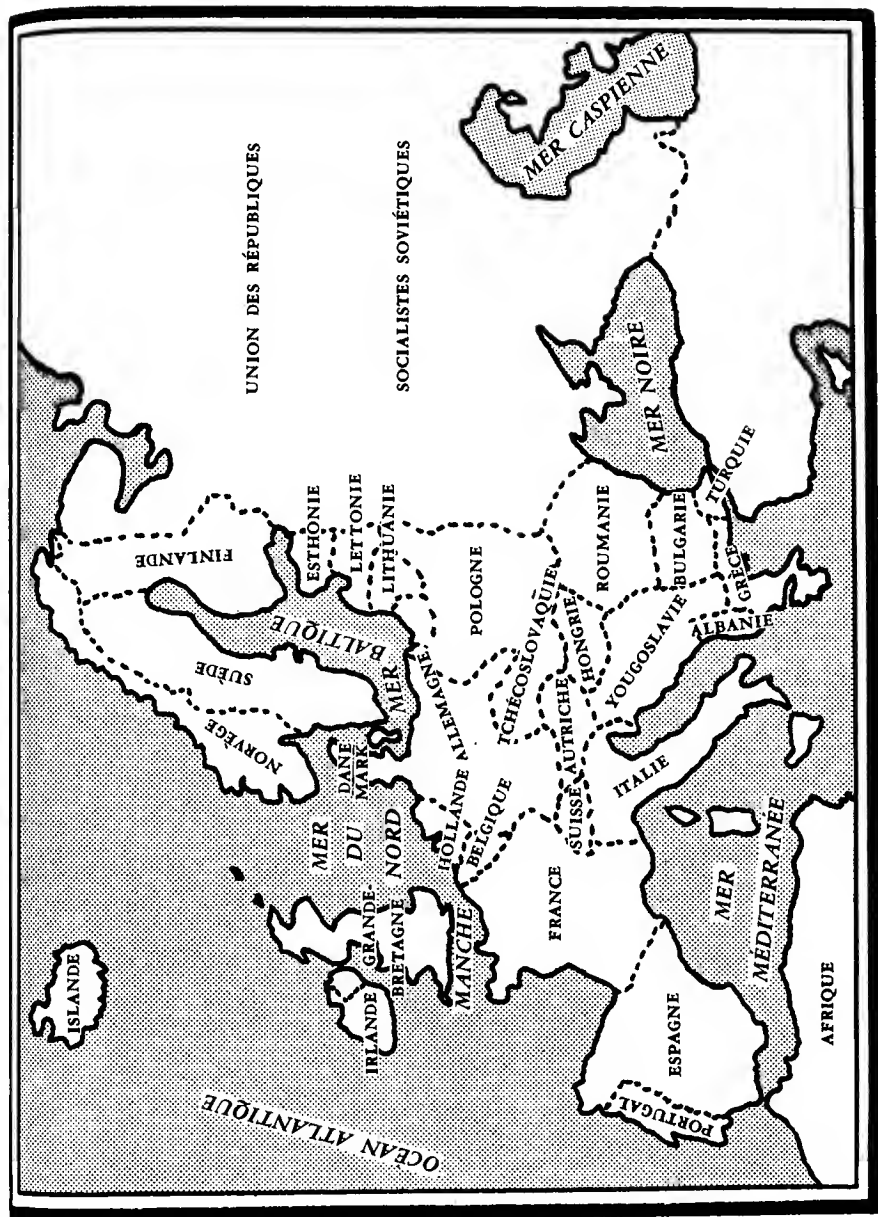 ISLANDE
OCÉAN ATLANTIQUE
NORVÈGE
SUÈDE
FINLANDE
UNION DES RÉPUBLIQUES
SOCIALISTES SOVIÉTIQUES
ESTHONIE
LETTONIE
LITHUANIE
MER BALTIQUE
DANE
MARK
MER
DU
NORD
GRANDE-
BRETAGNE
IRLANDE
MANCHE
HOLLANDE
BELGIQUE
ALLEMAGNE
POLOGNE
TCHÉCOSLOVAQUIE
FRANCE
SUISSE
AUTRICHE
HONGRIE
ROUMANIE
YOUGOSLAVIE
BULGARIE
ITALIE
ALBANIE
GRÈCE
TURQUIE
MER NOIRE
MER CASPIENNE
PORTUGAL
ESPAGNE
MER
MÉDITERRANÉE
AFRIQUE